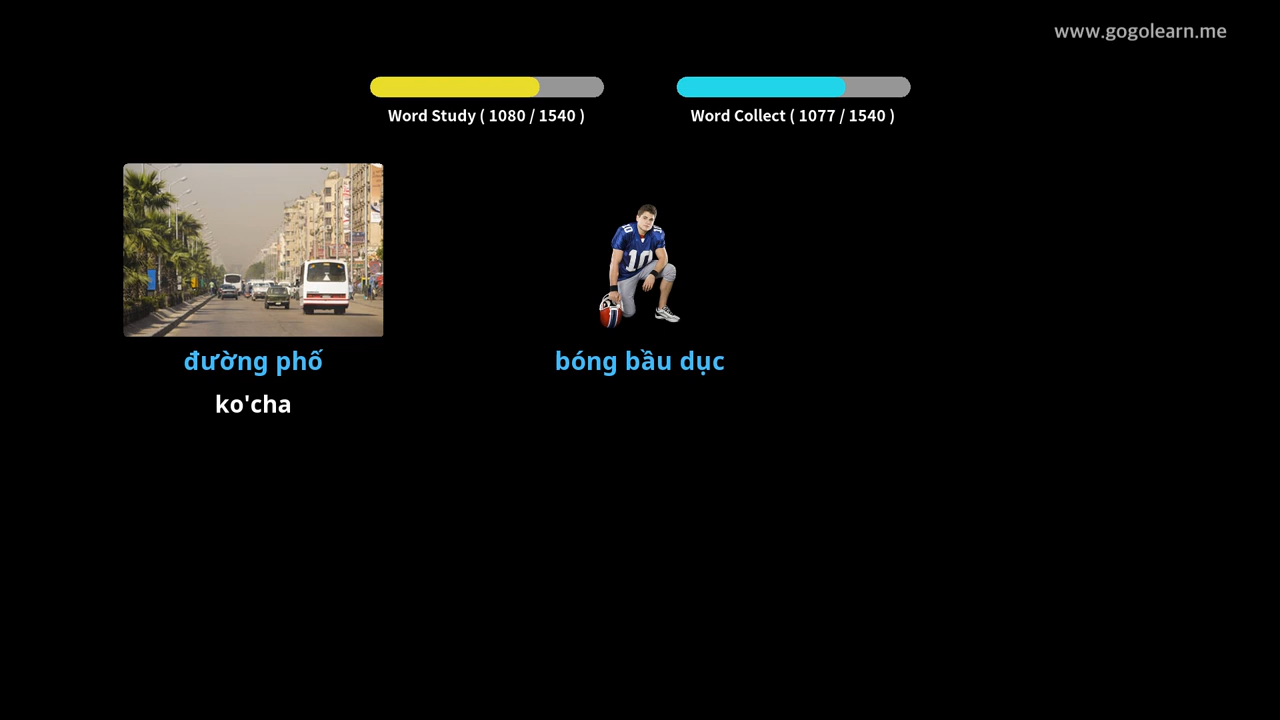 www.gogolearn.me
Word Study ( 1080 / 1540 )
Word Collect ( 1077 / 1540 )
đường phố
ko'cha
bóng bầu dục